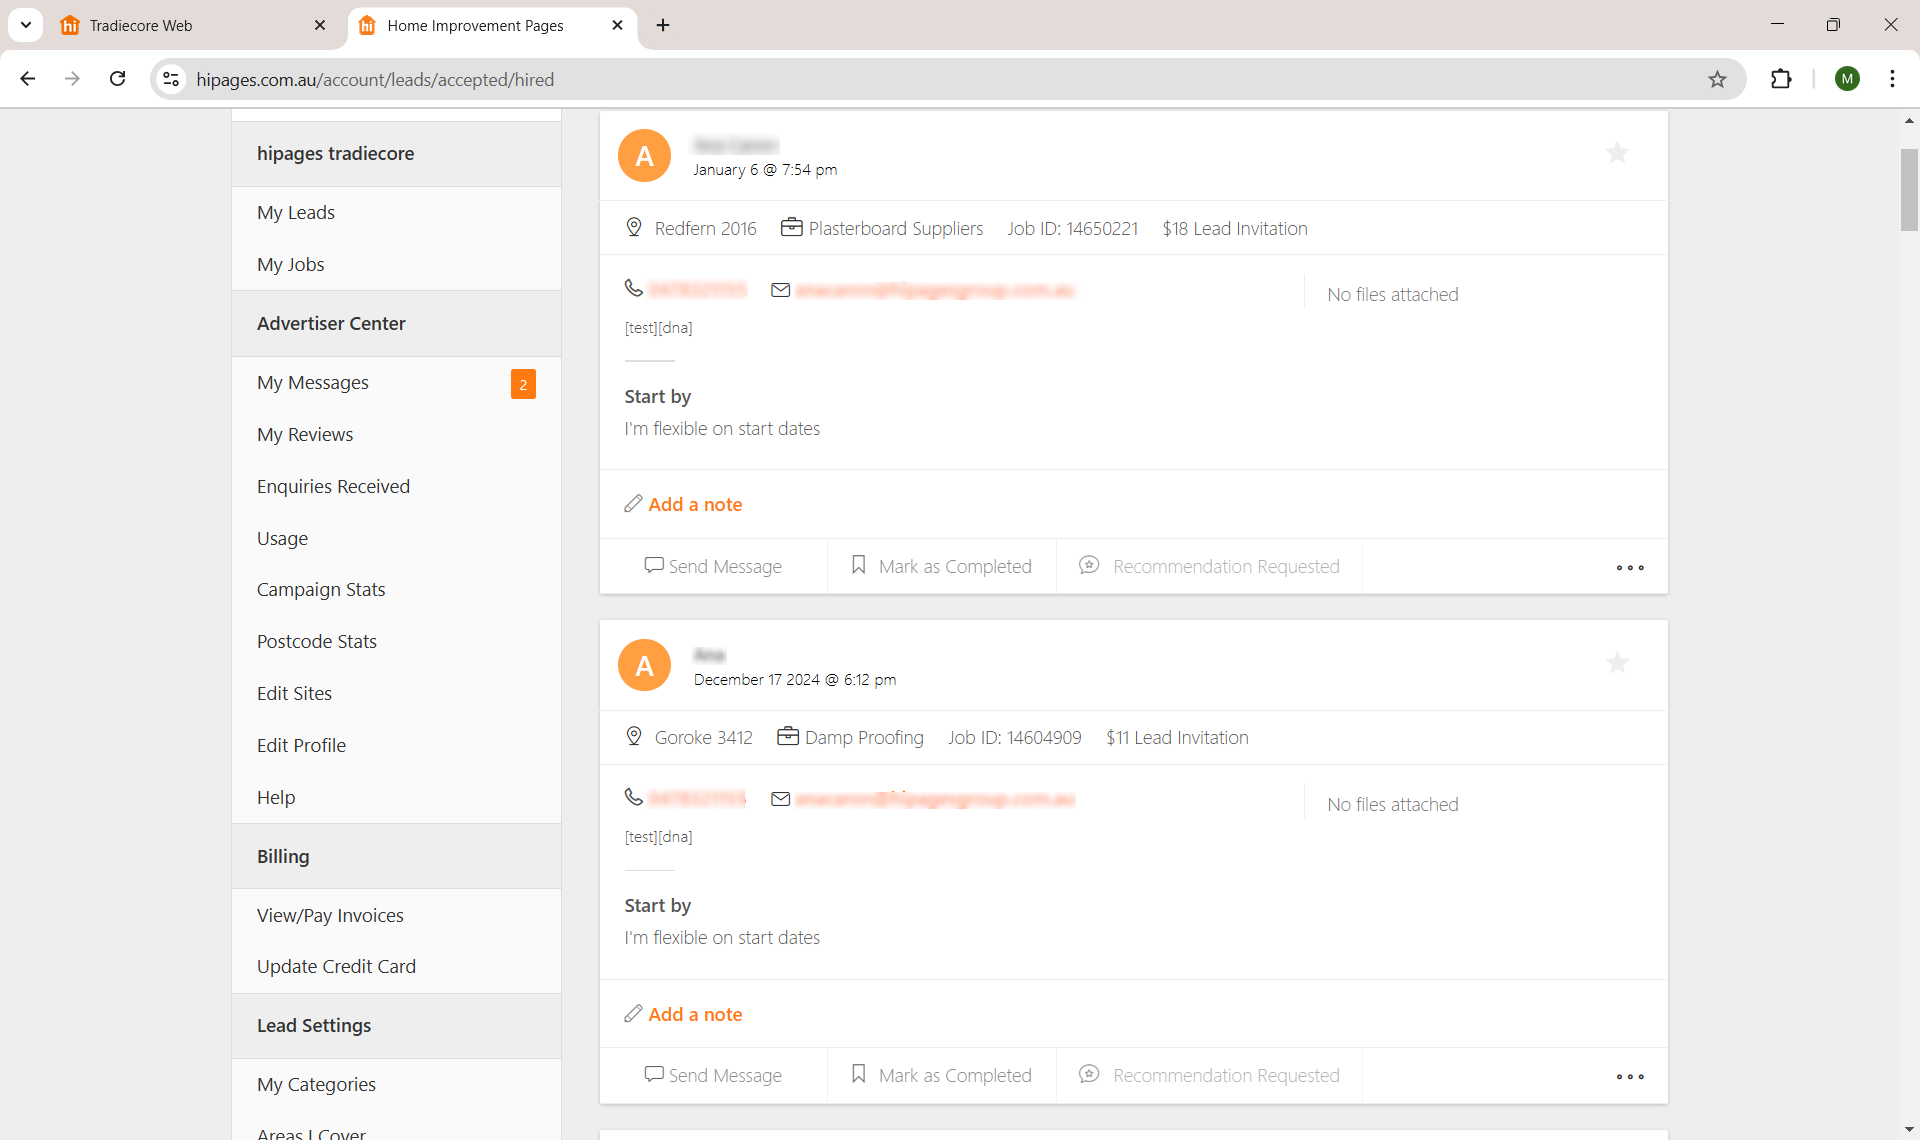 Tradiecore Web
Home Improvement Pages
hipages.com.au/account/leads/accepted/hired
M
hipages tradiecore
My Leads
My Jobs
Advertiser Center
My Messages 2
My Reviews
Enquiries Received
Usage
Campaign Stats
Postcode Stats
Edit Sites
Edit Profile
Help
Billing
View/Pay Invoices
Update Credit Card
Lead Settings
My Categories
Areas I Cover
A
January 6 @ 7:54 pm
Redfern 2016 Plasterboard Suppliers Job ID: 14650221 $18 Lead Invitation
No files attached
[test][dna]
Start by
I'm flexible on start dates
Add a note
Send Message Mark as Completed Recommendation Requested
A
December 17 2024 @ 6:12 pm
Goroke 3412 Damp Proofing Job ID: 14604909 $11 Lead Invitation
No files attached
[test][dna]
Start by
I'm flexible on start dates
Add a note
Send Message Mark as Completed Recommendation Requested